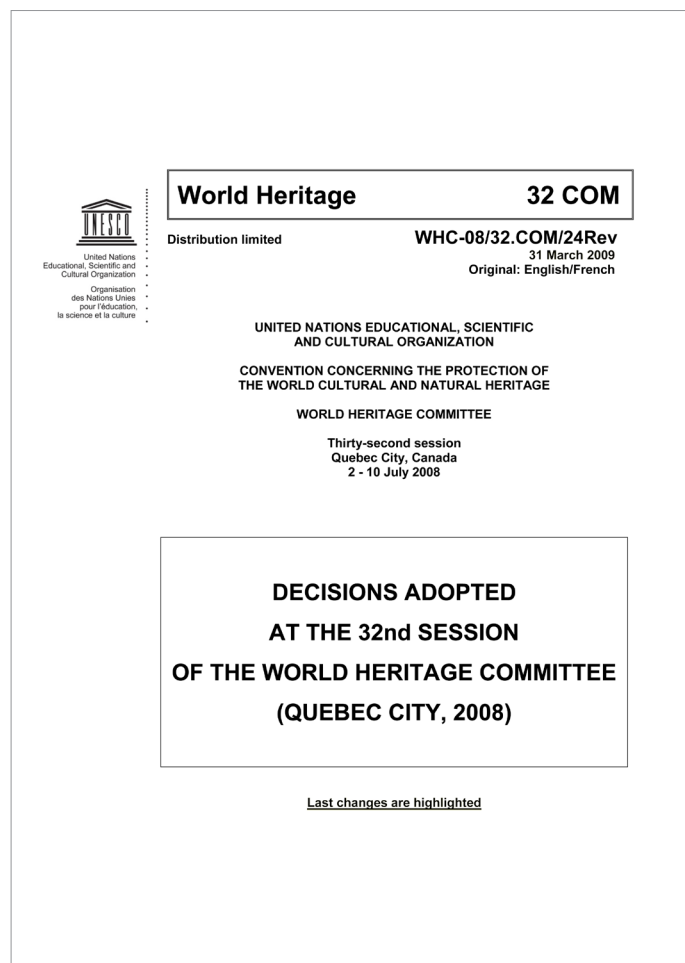 World Heritage 32 COM
UNESCO
United Nations
Educational, Scientific and
Cultural Organization
Organisation
des Nations Unies
pour l'éducation,
la science et la culture
Distribution limited WHC-08/32.COM/24Rev
31 March 2009
Original: English/French
UNITED NATIONS EDUCATIONAL, SCIENTIFIC
AND CULTURAL ORGANIZATION
CONVENTION CONCERNING THE PROTECTION OF
THE WORLD CULTURAL AND NATURAL HERITAGE
WORLD HERITAGE COMMITTEE
Thirty-second session
Quebec City, Canada
2 - 10 July 2008
DECISIONS ADOPTED
AT THE 32nd SESSION
OF THE WORLD HERITAGE COMMITTEE
(QUEBEC CITY, 2008)
Last changes are highlighted